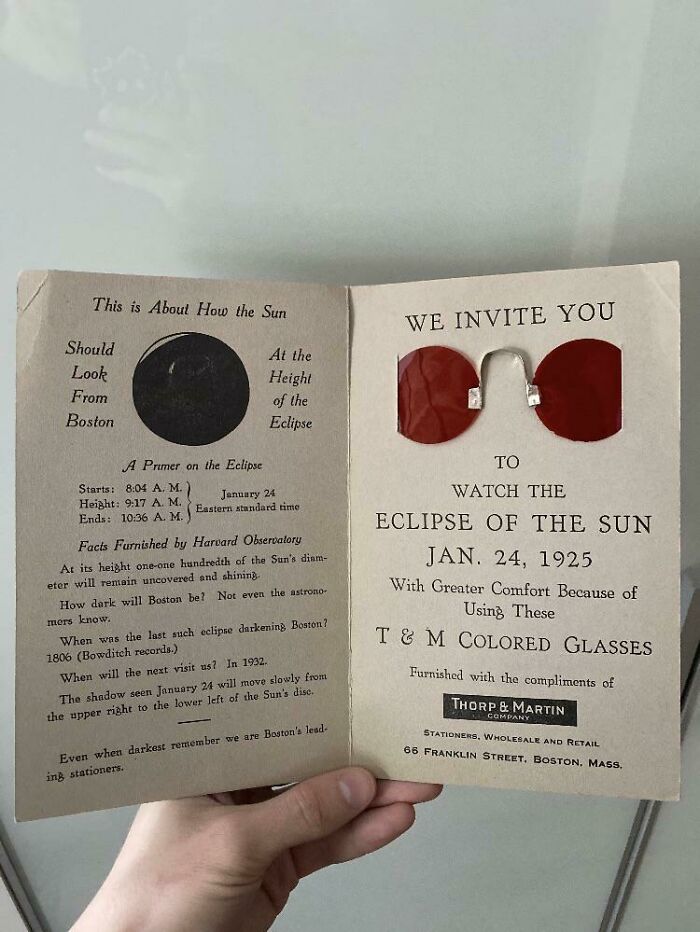 This is About How the Sun
Should
Look
From
Boston
At the
Height
of the
Eclipse
A Primer on the Eclipse
Starts: 8:04 A. M.
Height: 9:17 A. M.
Ends: 10:36 A. M.
January 24
Eastern standard time
Facts Furnished by Harvard Observatory
At its height one-one hundredth of the Sun's diam-
eter will remain uncovered and shining.
How dark will Boston be? Not even the astrono-
mers know.
When was the last such eclipse darkening Boston?
1806 (Bowditch records.)
When will the next visit us? In 1932.
The shadow seen January 24 will move slowly from
the upper right to the lower left of the Sun's disc.
Even when darkest remember we are Boston's lead-
ing stationers.
WE INVITE YOU
TO
WATCH THE
ECLIPSE OF THE SUN
JAN. 24, 1925
With Greater Comfort Because of
Using These
T & M COLORED GLASSES
Furnished with the compliments of
THORP & MARTIN
COMPANY
STATIONERS, WHOLESALE AND RETAIL
66 FRANKLIN STREET, BOSTON, MASS.